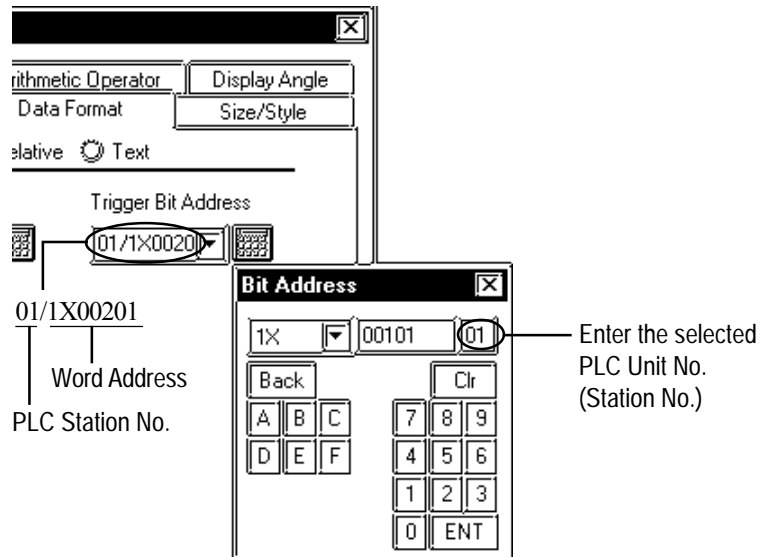 rithmetic Operator Display Angle
Data Format Size/Style
elative Text
Trigger Bit Address
01/1X0020
Bit Address
01/1X00201
1X 00101 01
Enter the selected
PLC Unit No.
(Station No.)
Word Address
PLC Station No.
Back Clr
A B C 7 8 9
D E F 4 5 6
1 2 3
0 ENT